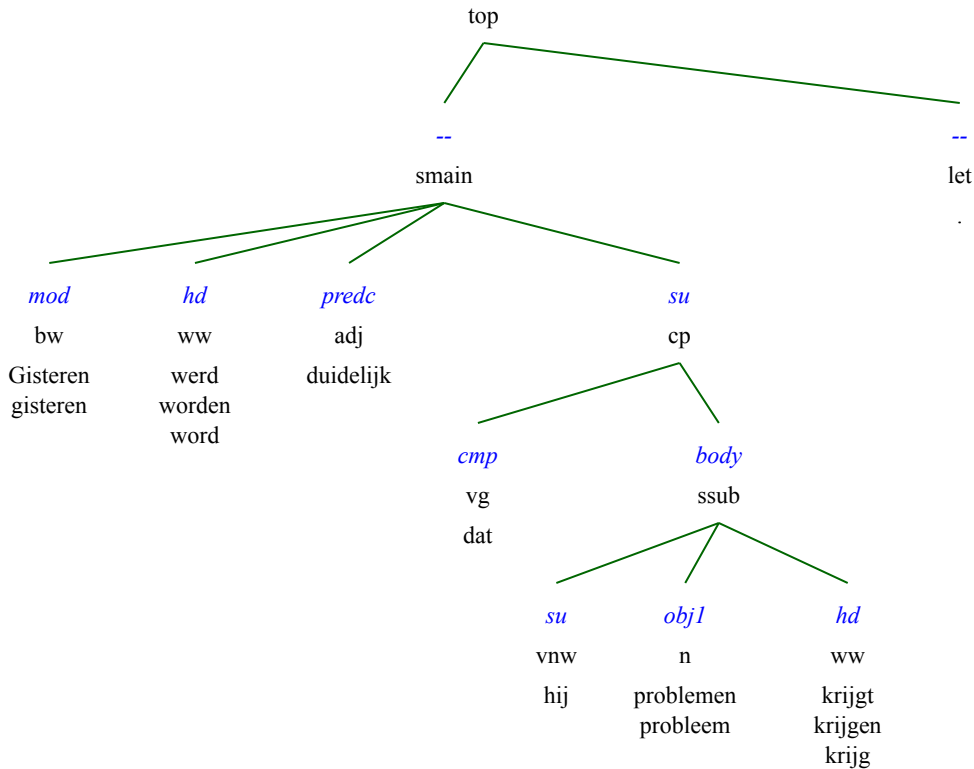 top
-- --
smain let
.
mod hd predc su
bw ww adj cp
Gisteren werd duidelijk
gisteren worden
word
cmp body
vg ssub
dat
su obj1 hd
vnw n ww
hij problemen krijgt
probleem krijgen
krijg